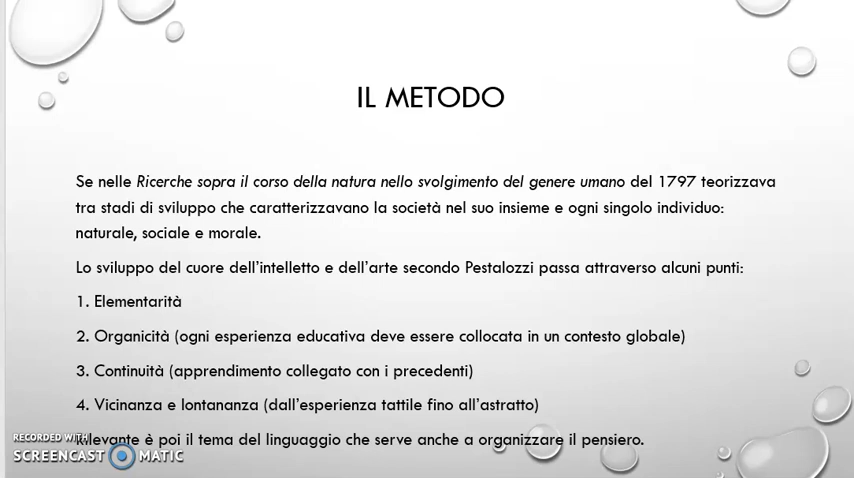 IL METODO
Se nelle Ricerche sopra il corso della natura nello svolgimento del genere umano del 1797 teorizzava
tra stadi di sviluppo che caratterizzavano la società nel suo insieme e ogni singolo individuo:
naturale, sociale e morale.
Lo sviluppo del cuore dell'intelletto e dell'arte secondo Pestalozzi passa attraverso alcuni punti:
1. Elementarità
2. Organicità (ogni esperienza educativa deve essere collocata in un contesto globale)
3. Continuità (apprendimento collegato con i precedenti)
4. Vicinanza e lontananza (dall'esperienza tattile fino all'astratto)
Rilevante è poi il tema del linguaggio che serve anche a organizzare il pensiero.
RECORDED WITH
SCREENCAST MATIC